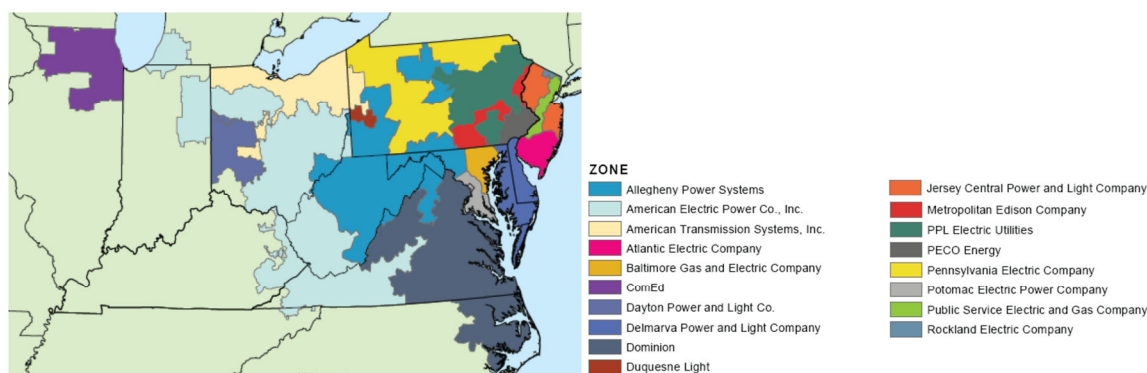 ZONE
Allegheny Power Systems
American Electric Power Co., Inc.
American Transmission Systems, Inc.
Atlantic Electric Company
Baltimore Gas and Electric Company
ComEd
Dayton Power and Light Co.
Delmarva Power and Light Company
Dominion
Duquesne Light
Jersey Central Power and Light Company
Metropolitan Edison Company
PPL Electric Utilities
PECO Energy
Pennsylvania Electric Company
Potomac Electric Power Company
Public Service Electric and Gas Company
Rockland Electric Company